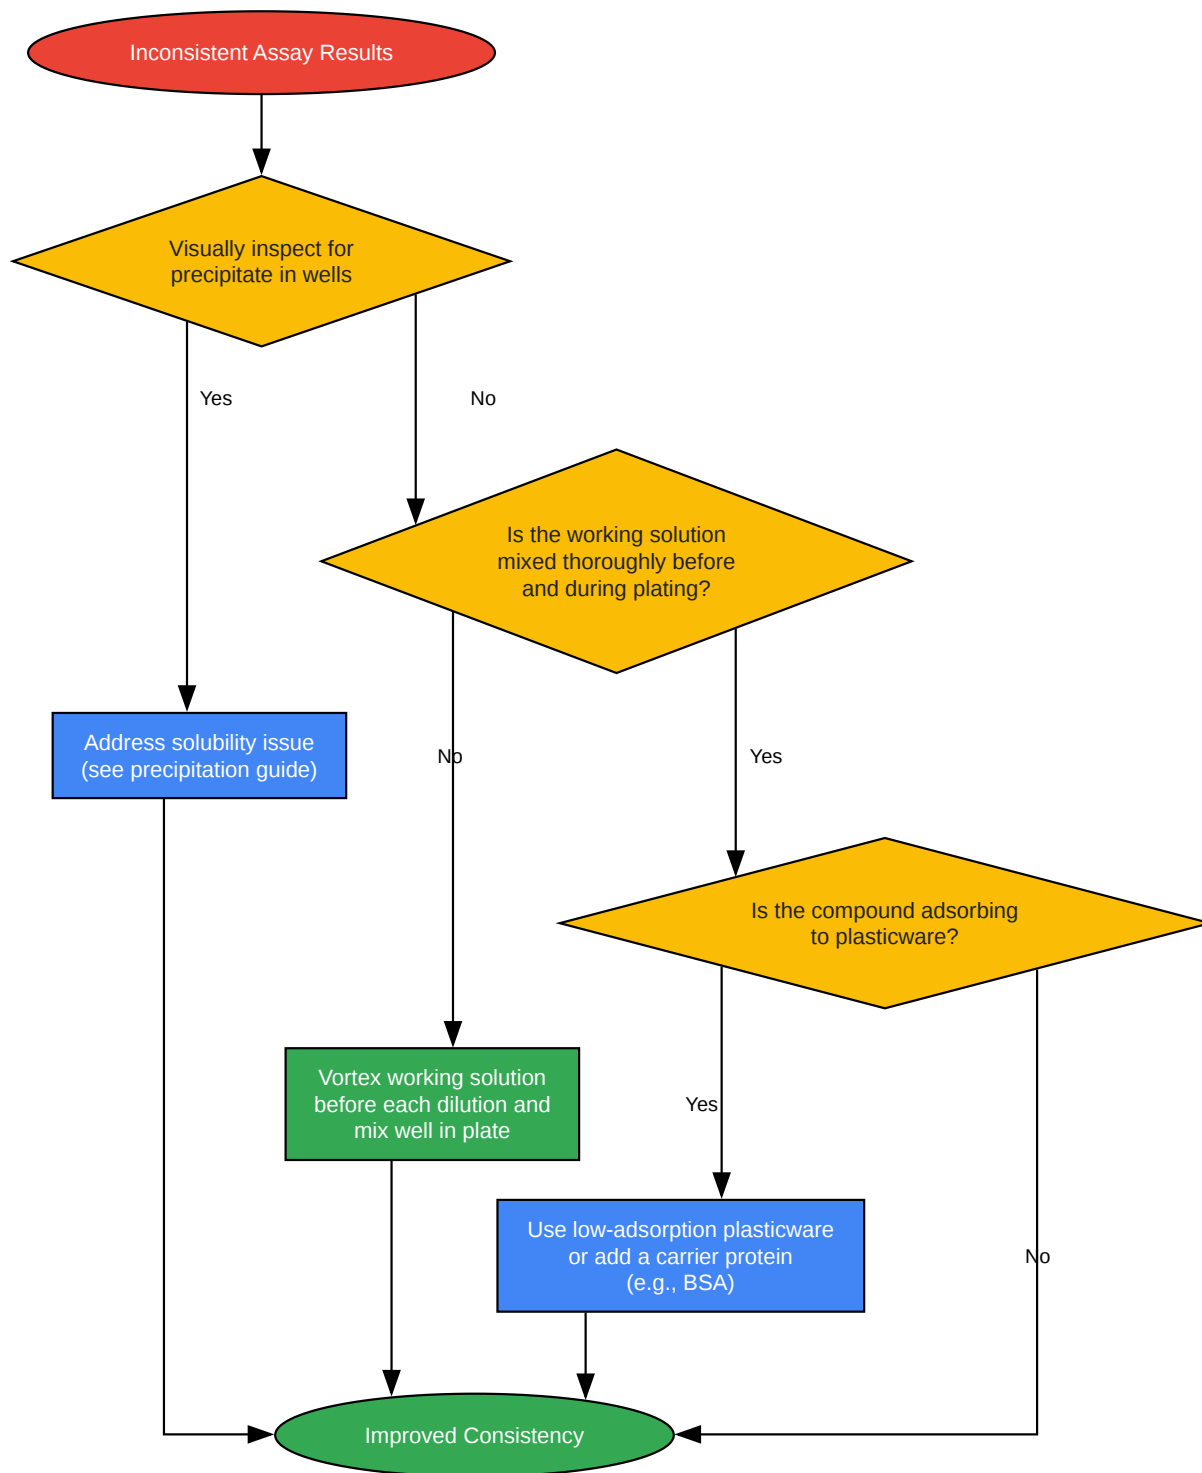 Inconsistent Assay Results
Visually inspect for
precipitate in wells
Yes
No
Is the working solution
mixed thoroughly before
and during plating?
Address solubility issue
(see precipitation guide)
No
Yes
Is the compound adsorbing
to plasticware?
Vortex working solution
before each dilution and
mix well in plate
Yes
Use low-adsorption plasticware
or add a carrier protein
(e.g., BSA)
No
Improved Consistency